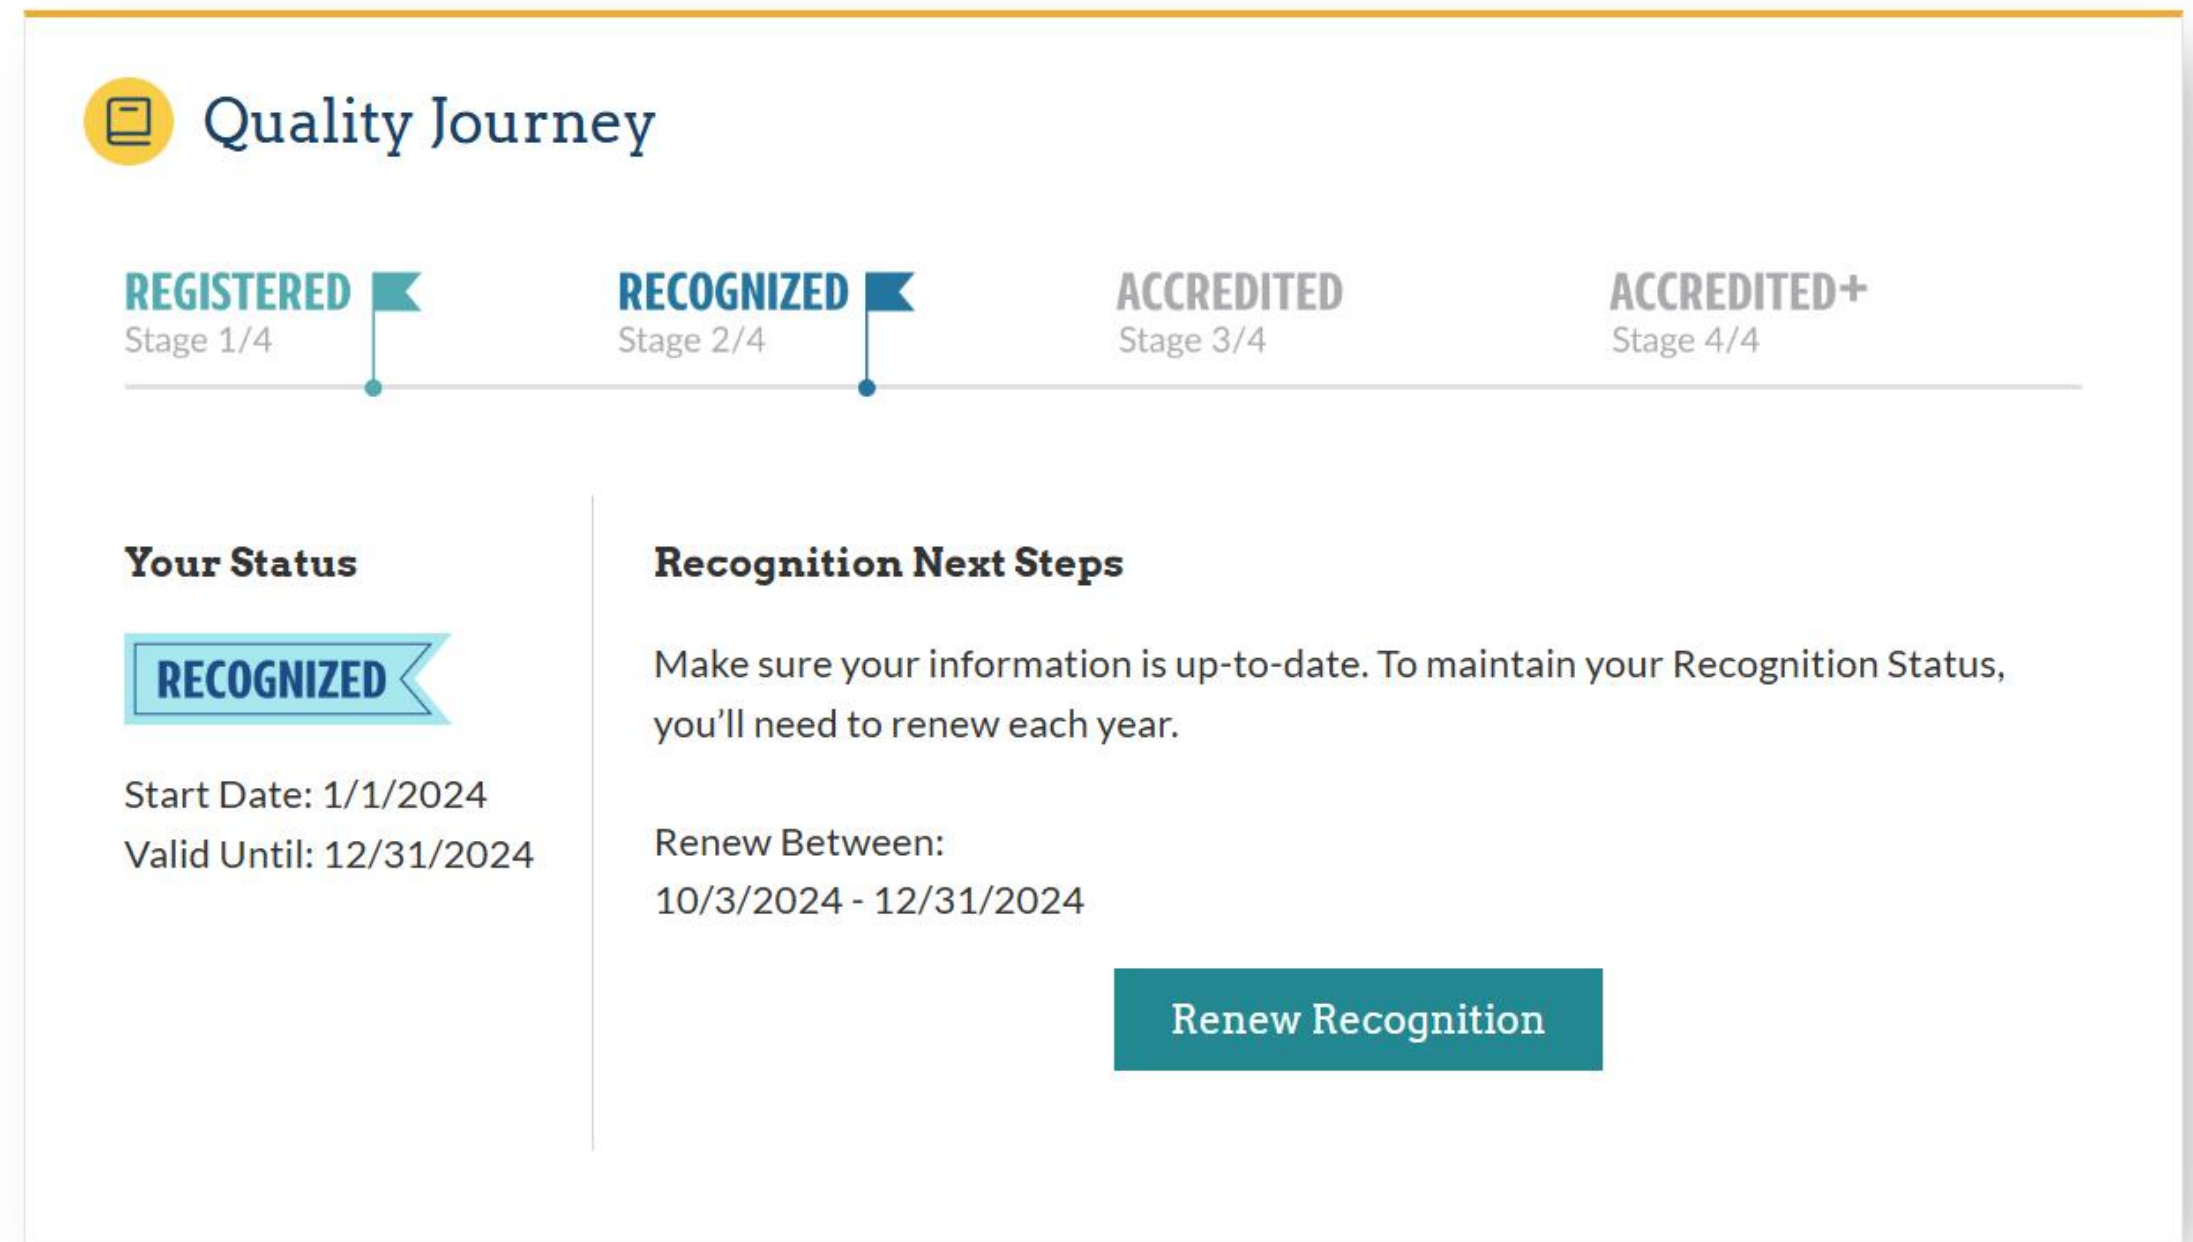 Quality Journey
REGISTERED
Stage 1/4
RECOGNIZED
Stage 2/4
ACCREDITED
Stage 3/4
ACCREDITED+
Stage 4/4
Your Status
RECOGNIZED
Start Date: 1/1/2024
Valid Until: 12/31/2024
Recognition Next Steps
Make sure your information is up-to-date. To maintain your Recognition Status,
you’ll need to renew each year.
Renew Between:
10/3/2024 - 12/31/2024
Renew Recognition